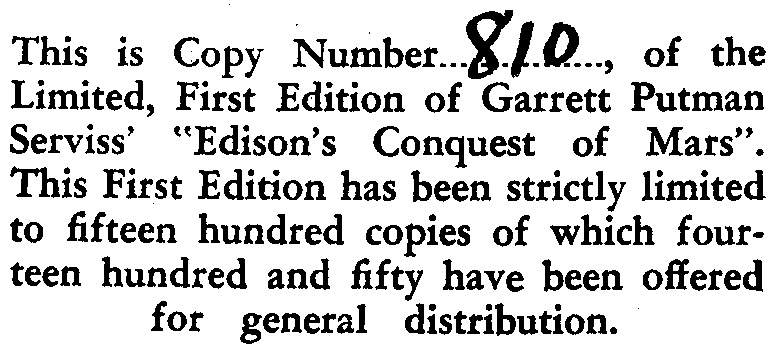 This is Copy Number...810..., of the
Limited, First Edition of Garrett Putman
Serviss' "Edison's Conquest of Mars".
This First Edition has been strictly limited
to fifteen hundred copies of which four-
teen hundred and fifty have been offered
for general distribution.